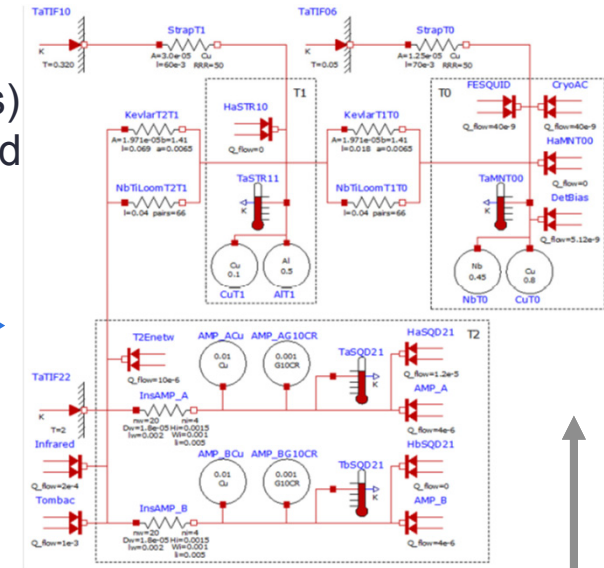 TaTIF10
TaTIF06
StrapT1
StrapT0
K
T=0.320
A=3.0e-05 Cu
l=60e-3 RRR=50
K
T=0.05
A=1.25e-05 Cu
l=70e-3 RRR=50
s)
d
T1
T0
FESQUID
CryoAC
Q_flow=40e-9
Q_flow=40e-9
KevlarT2T1
A=1.971e-05b=1.41
l=0.069 a=0.0065
HaSTR10
Q_flow=0
KevlarT1T0
A=1.971e-05b=1.41
l=0.018 a=0.0065
HaMNT00
Q_flow=0
NbTiLoomT2T1
l=0.04 pairs=66
TaSTR11
K
NbTiLoomT1T0
l=0.04 pairs=66
TaMNT00
K
DetBias
Q_flow=5.12e-9
Cu
0.1
CuT1
Al
0.5
AlT1
Nb
0.45
NbT0
Cu
0.8
CuT0
T2
T2Enetw
Q_flow=10e-6
AMP_ACu
0.01
Cu
AMP_AG10CR
0.001
G10CR
TaSQD21
K
HaSQD21
Q_flow=1.2e-5
TaTIF22
K
T=2
InsAMP_A
nw=20 ni=4
Dw=1.8e-05 Hi=0.0015
lw=0.002 Wi=0.001
li=0.005
AMP_A
Q_flow=4e-6
Infrared
Q_flow=2e-4
AMP_BCu
0.01
Cu
AMP_BG10CR
0.001
G10CR
TbSQD21
K
HbSQD21
Q_flow=0
Tombac
Q_flow=1e-3
InsAMP_B
nw=20 ni=4
Dw=1.8e-05 Hi=0.0015
lw=0.002 Wi=0.001
li=0.005
AMP_B
Q_flow=4e-6